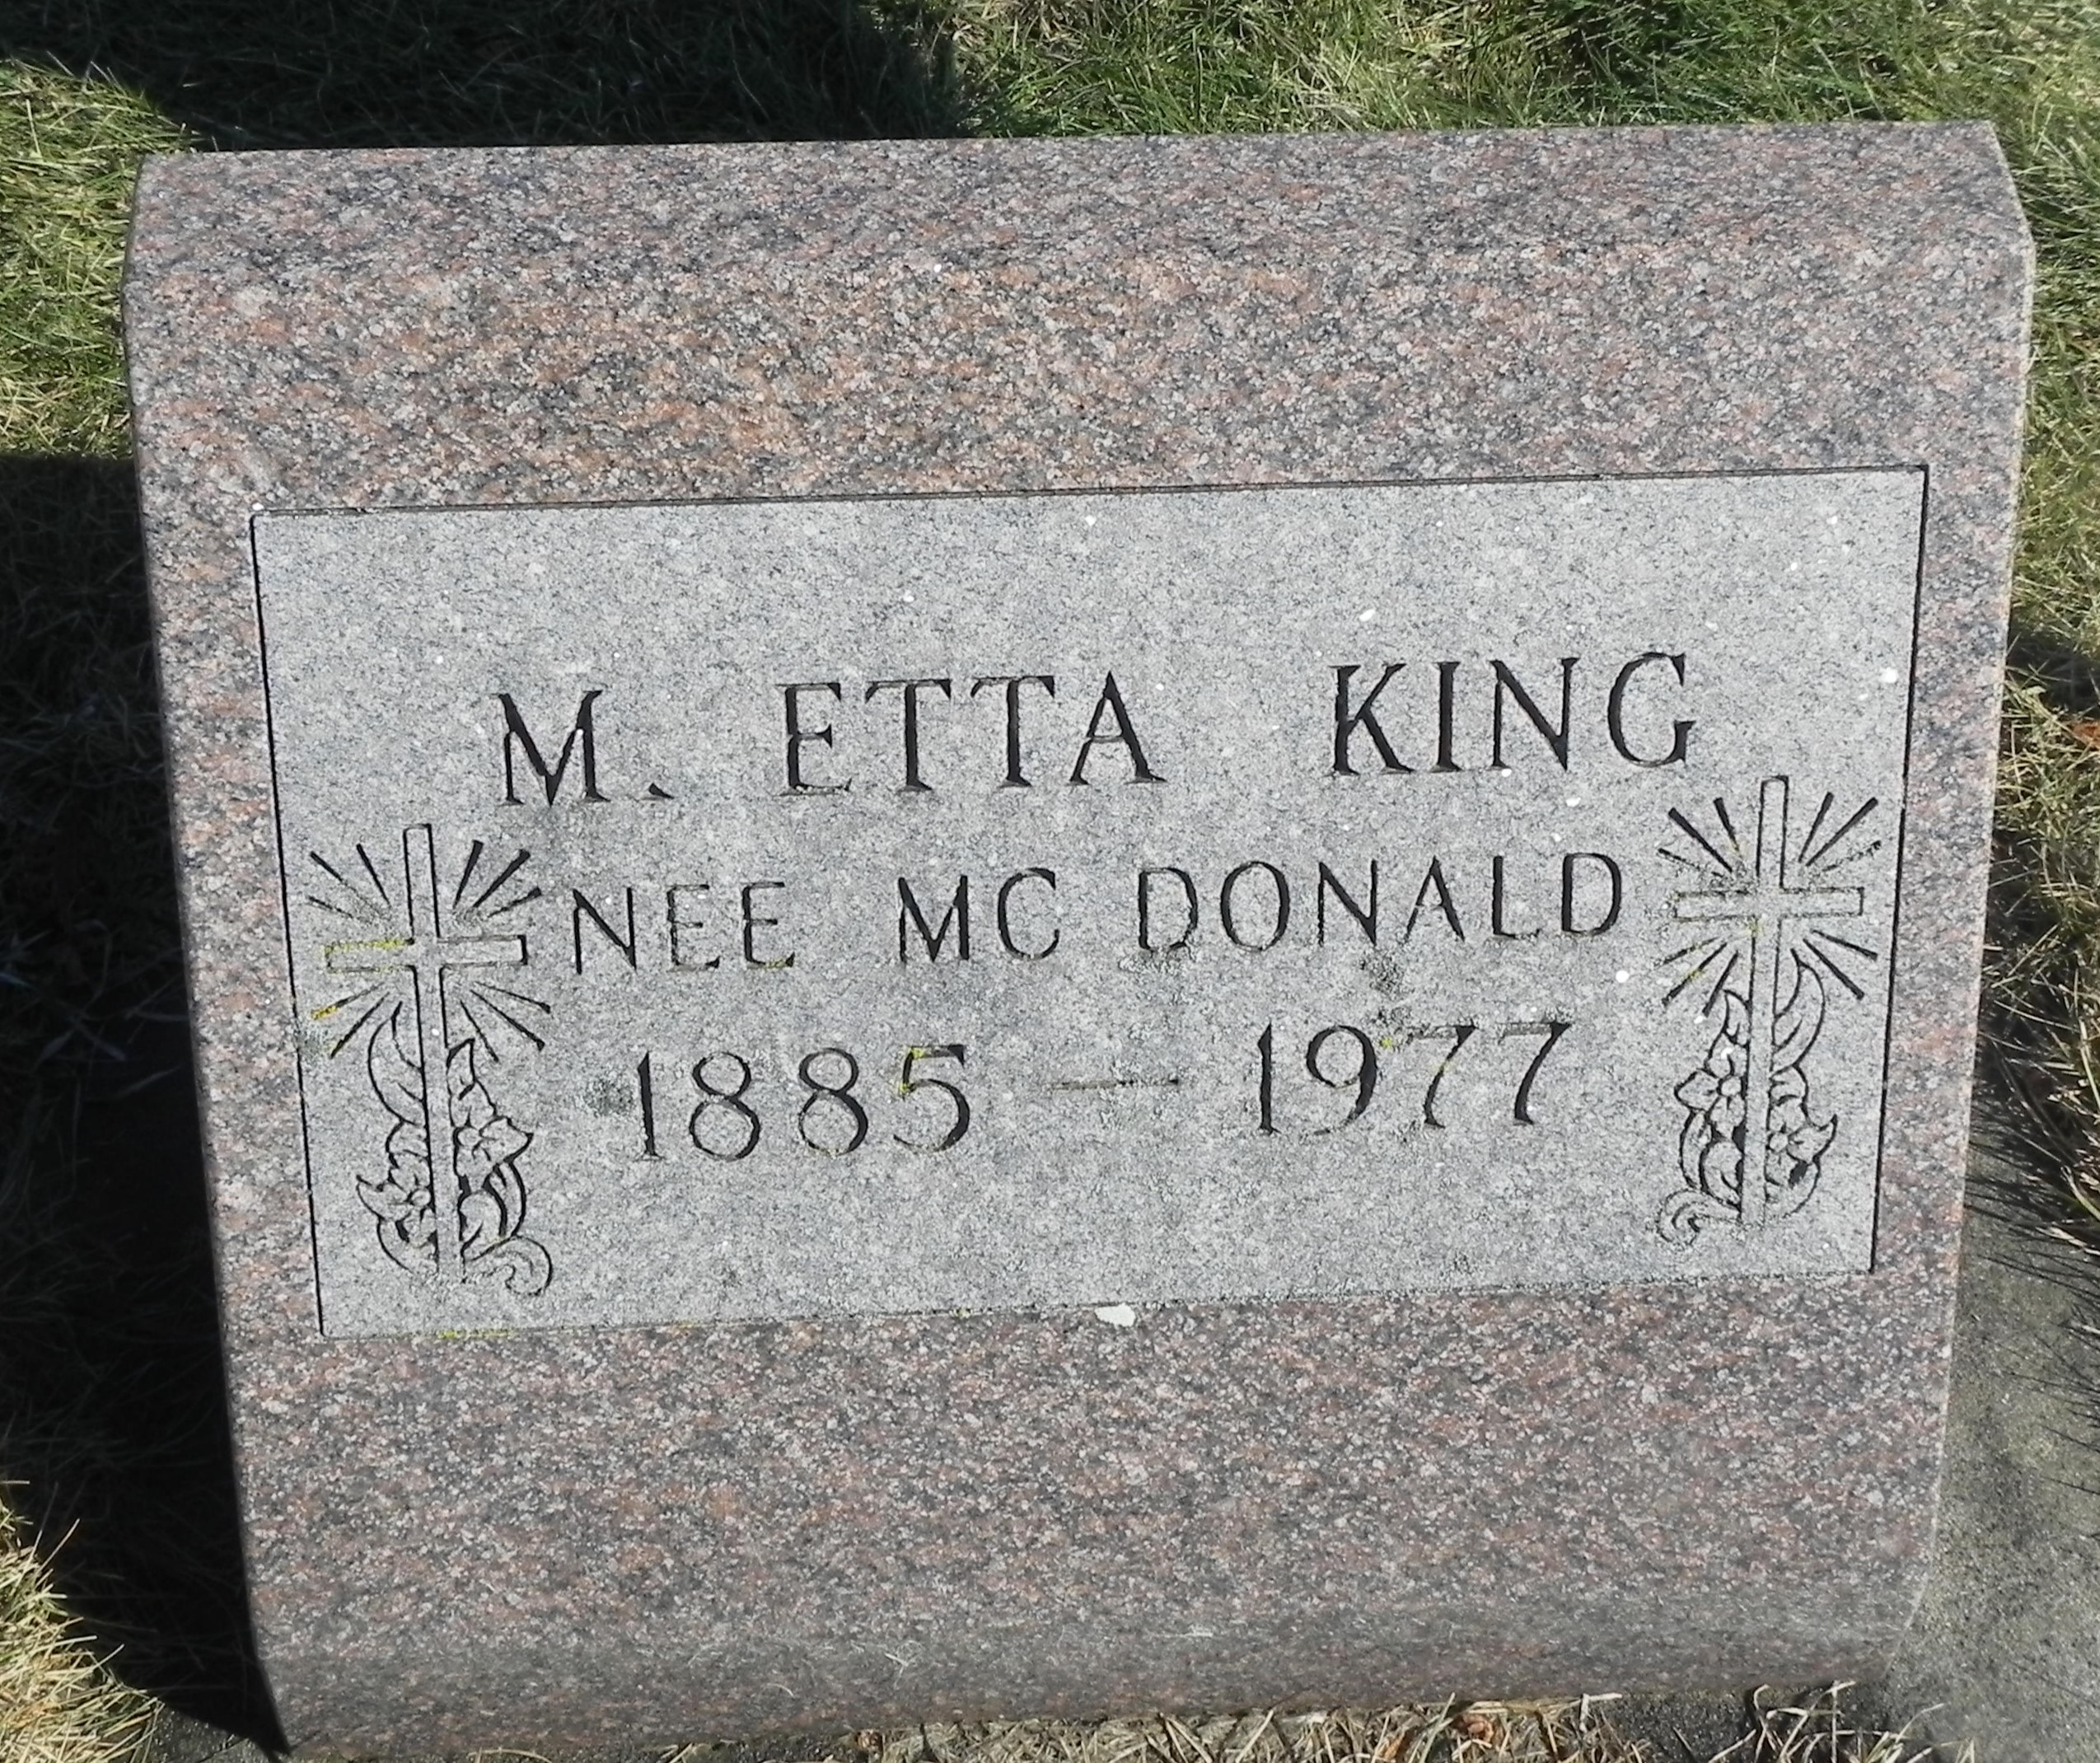 M. ETTA KING
NEE MC DONALD
1885 — 1977